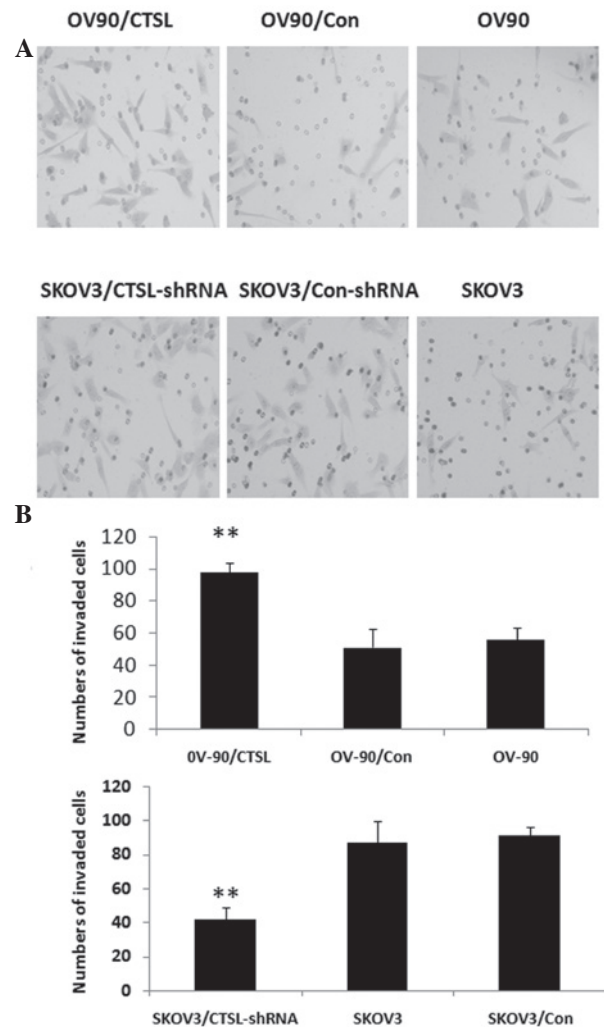 OV90/CTSL OV90/Con OV90
A
SKOV3/CTSL-shRNA SKOV3/Con-shRNA SKOV3
B
Numbers of invaded cells
120
100
80
60
40
20
0
**
0V-90/CTSL OV-90/Con OV-90
Numbers of invaded cells
120
100
80
60
40
20
0
**
SKOV3/CTSL-shRNA SKOV3 SKOV3/Con